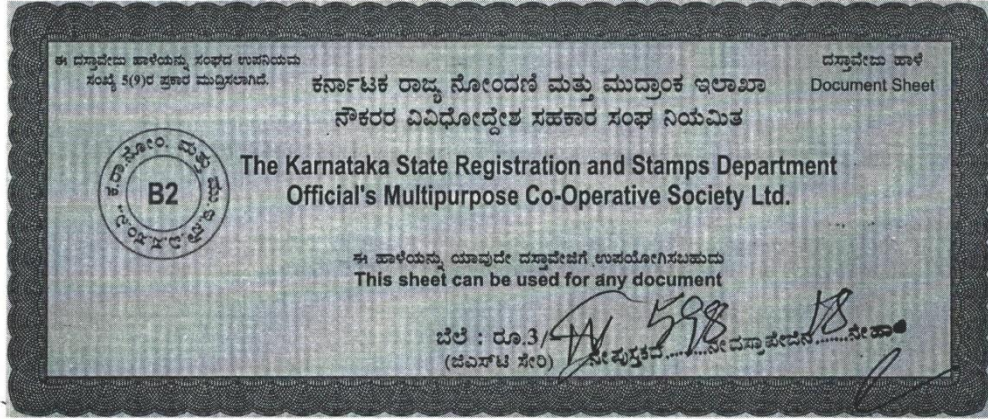 ಈ ದಸ್ತಾವೇಜು ಹಾಳೆಯನ್ನು ಸಂಘದ ಉಪನಿಯಮ
ಸಂಖ್ಯೆ 5(9)ರ ಪ್ರಕಾರ ಮುದ್ರಿಸಲಾಗಿದೆ.
ದಸ್ತಾವೇಜು ಹಾಳೆ
Document Sheet
ಕರ್ನಾಟಕ ರಾಜ್ಯ ನೋಂದಣಿ ಮತ್ತು ಮುದ್ರಾಂಕ ಇಲಾಖಾ
ನೌಕರರ ವಿವಿಧೋದ್ದೇಶ ಸಹಕಾರ ಸಂಘ ನಿಯಮಿತ
B2
The Karnataka State Registration and Stamps Department
Official's Multipurpose Co-Operative Society Ltd.
ಈ ಹಾಳೆಯನ್ನು ಯಾವುದೇ ದಸ್ತಾವೇಜಿಗೆ ಉಪಯೋಗಿಸಬಹುದು
This sheet can be used for any document
ಬೆಲೆ : ರೂ.3/-
(ಜಿಎಸ್‌ಟಿ ಸೇರಿ)
ನೇ ಪುಸ್ತಕದ 598 ನೇ ದಸ್ತಾವೇಜಿನ 18 ನೇ ಹಾಳೆ